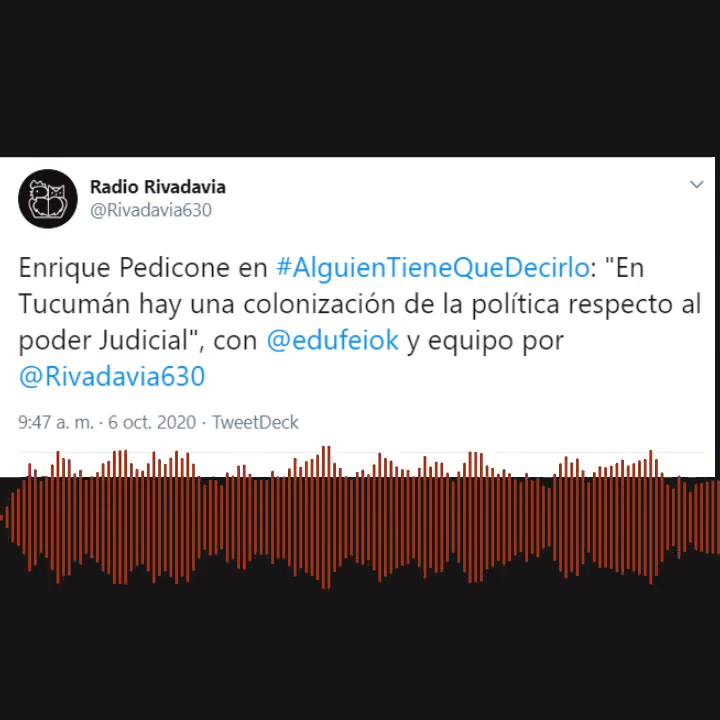 Radio Rivadavia
@Rivadavia630
Enrique Pedicone en #AlguienTieneQueDecirlo: "En
Tucumán hay una colonización de la política respecto al
poder Judicial", con @edufeiok y equipo por
@Rivadavia630
9:47 a. m. · 6 oct. 2020 · TweetDeck